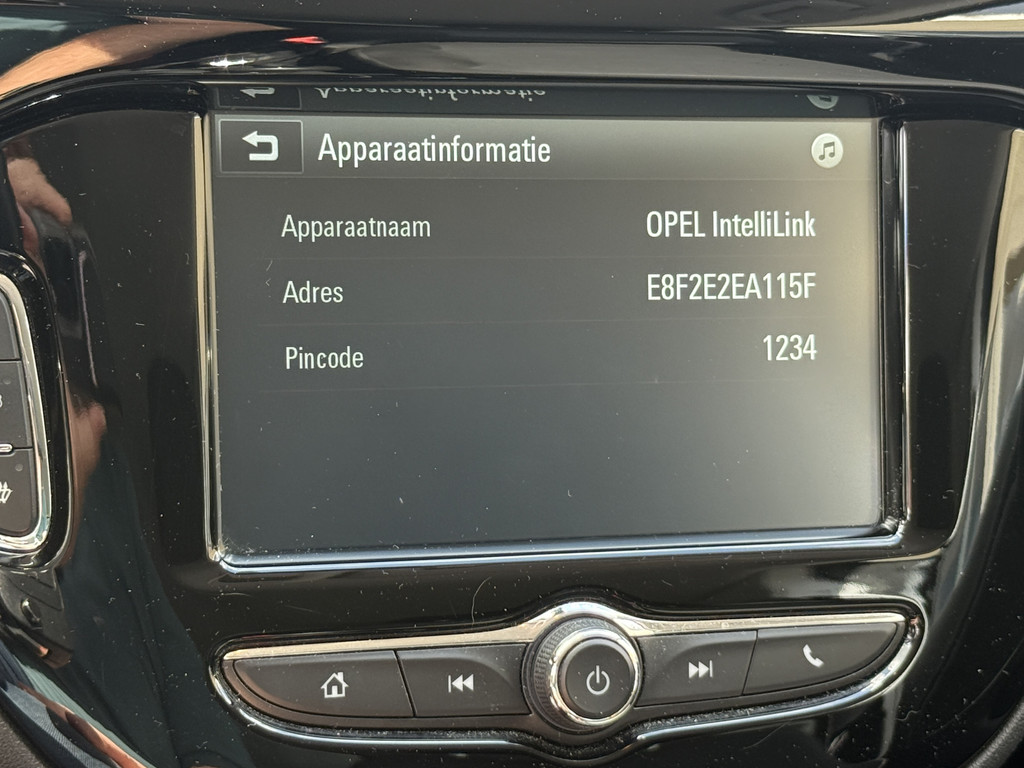 Apparaatinformatie
Apparaatnaam OPEL IntelliLink
Adres E8F2E2EA115F
Pincode 1234